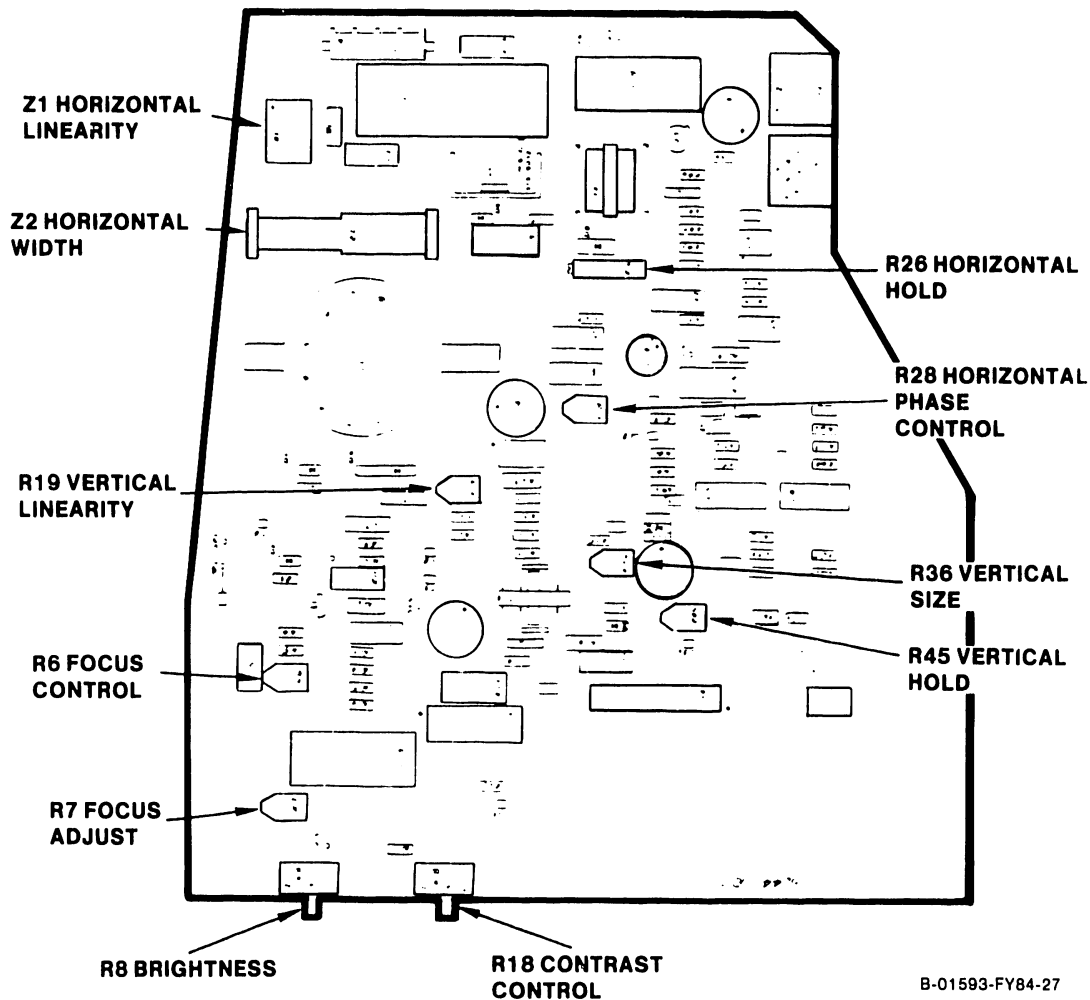 Z1 HORIZONTAL
LINEARITY
Z2 HORIZONTAL
WIDTH
R26 HORIZONTAL
HOLD
R28 HORIZONTAL
PHASE
CONTROL
R19 VERTICAL
LINEARITY
R36 VERTICAL
SIZE
R45 VERTICAL
HOLD
R6 FOCUS
CONTROL
R7 FOCUS
ADJUST
R8 BRIGHTNESS
R18 CONTRAST
CONTROL
B-01593-FY84-27